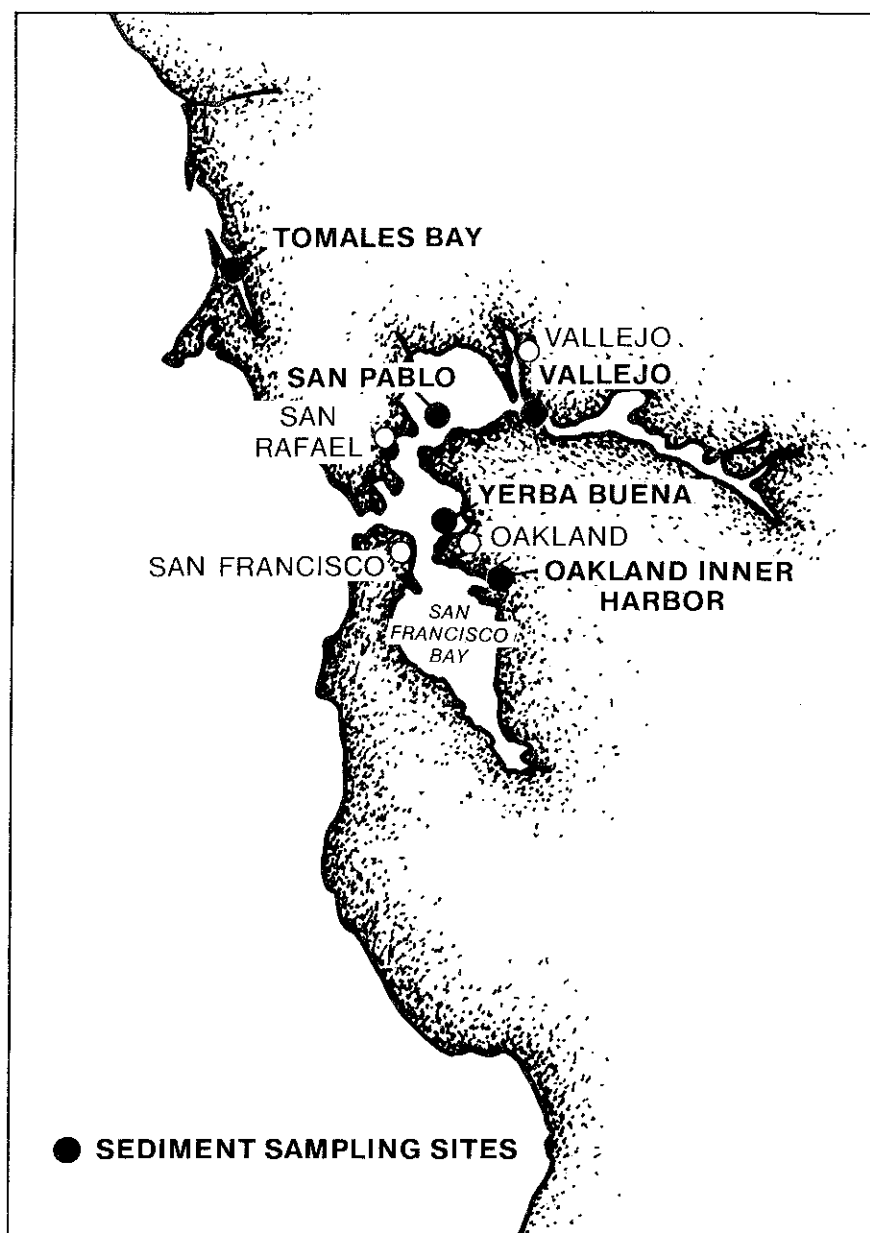 TOMALES BAY
VALLEJO
SAN PABLO
VALLEJO
SAN
RAFAEL
YERBA BUENA
OAKLAND
SAN FRANCISCO
OAKLAND INNER
HARBOR
SAN
FRANCISCO
BAY
SEDIMENT SAMPLING SITES